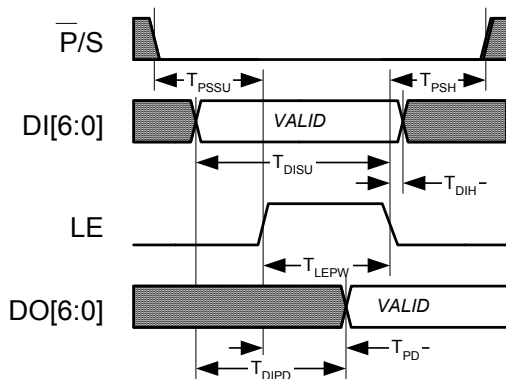 P̅/S
T_PSSU T_PSH
DI[6:0] VALID
T_DISU
T_DIH
LE
T_LEPW
DO[6:0] VALID
T_PD
T_DIPD